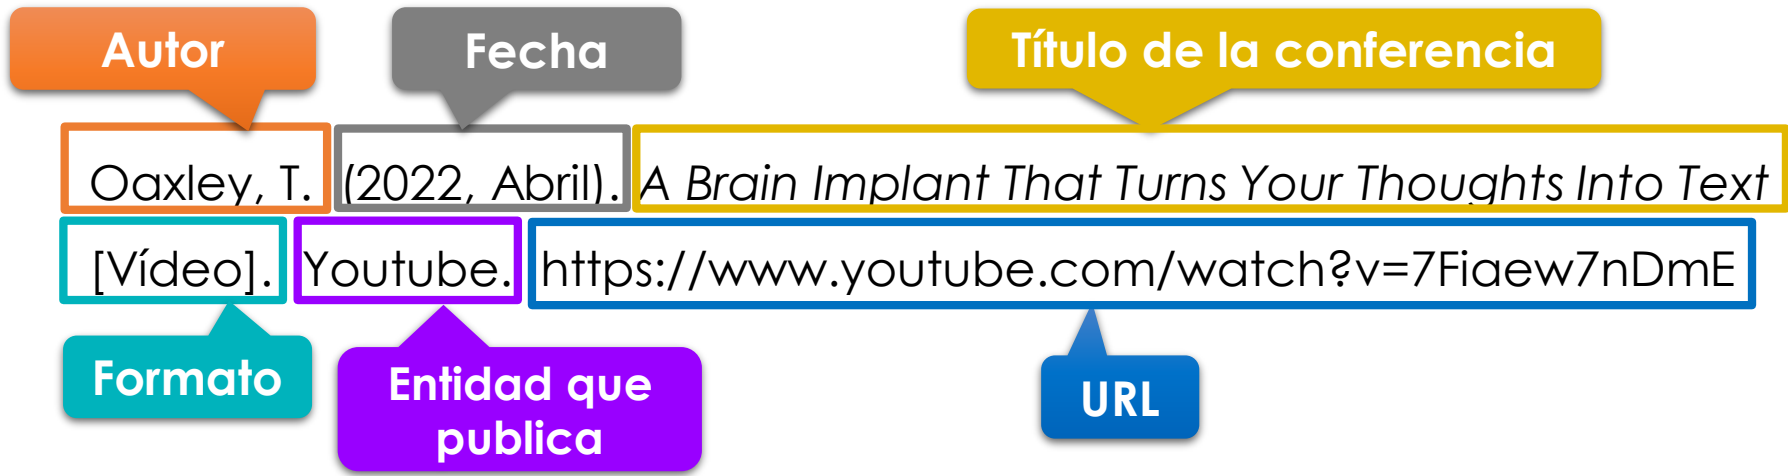 Autor
Fecha
Título de la conferencia
Oaxley, T. (2022, Abril). A Brain Implant That Turns Your Thoughts Into Text
[Vídeo]. Youtube. https://www.youtube.com/watch?v=7Fiaew7nDmE
Formato
Entidad que
publica
URL